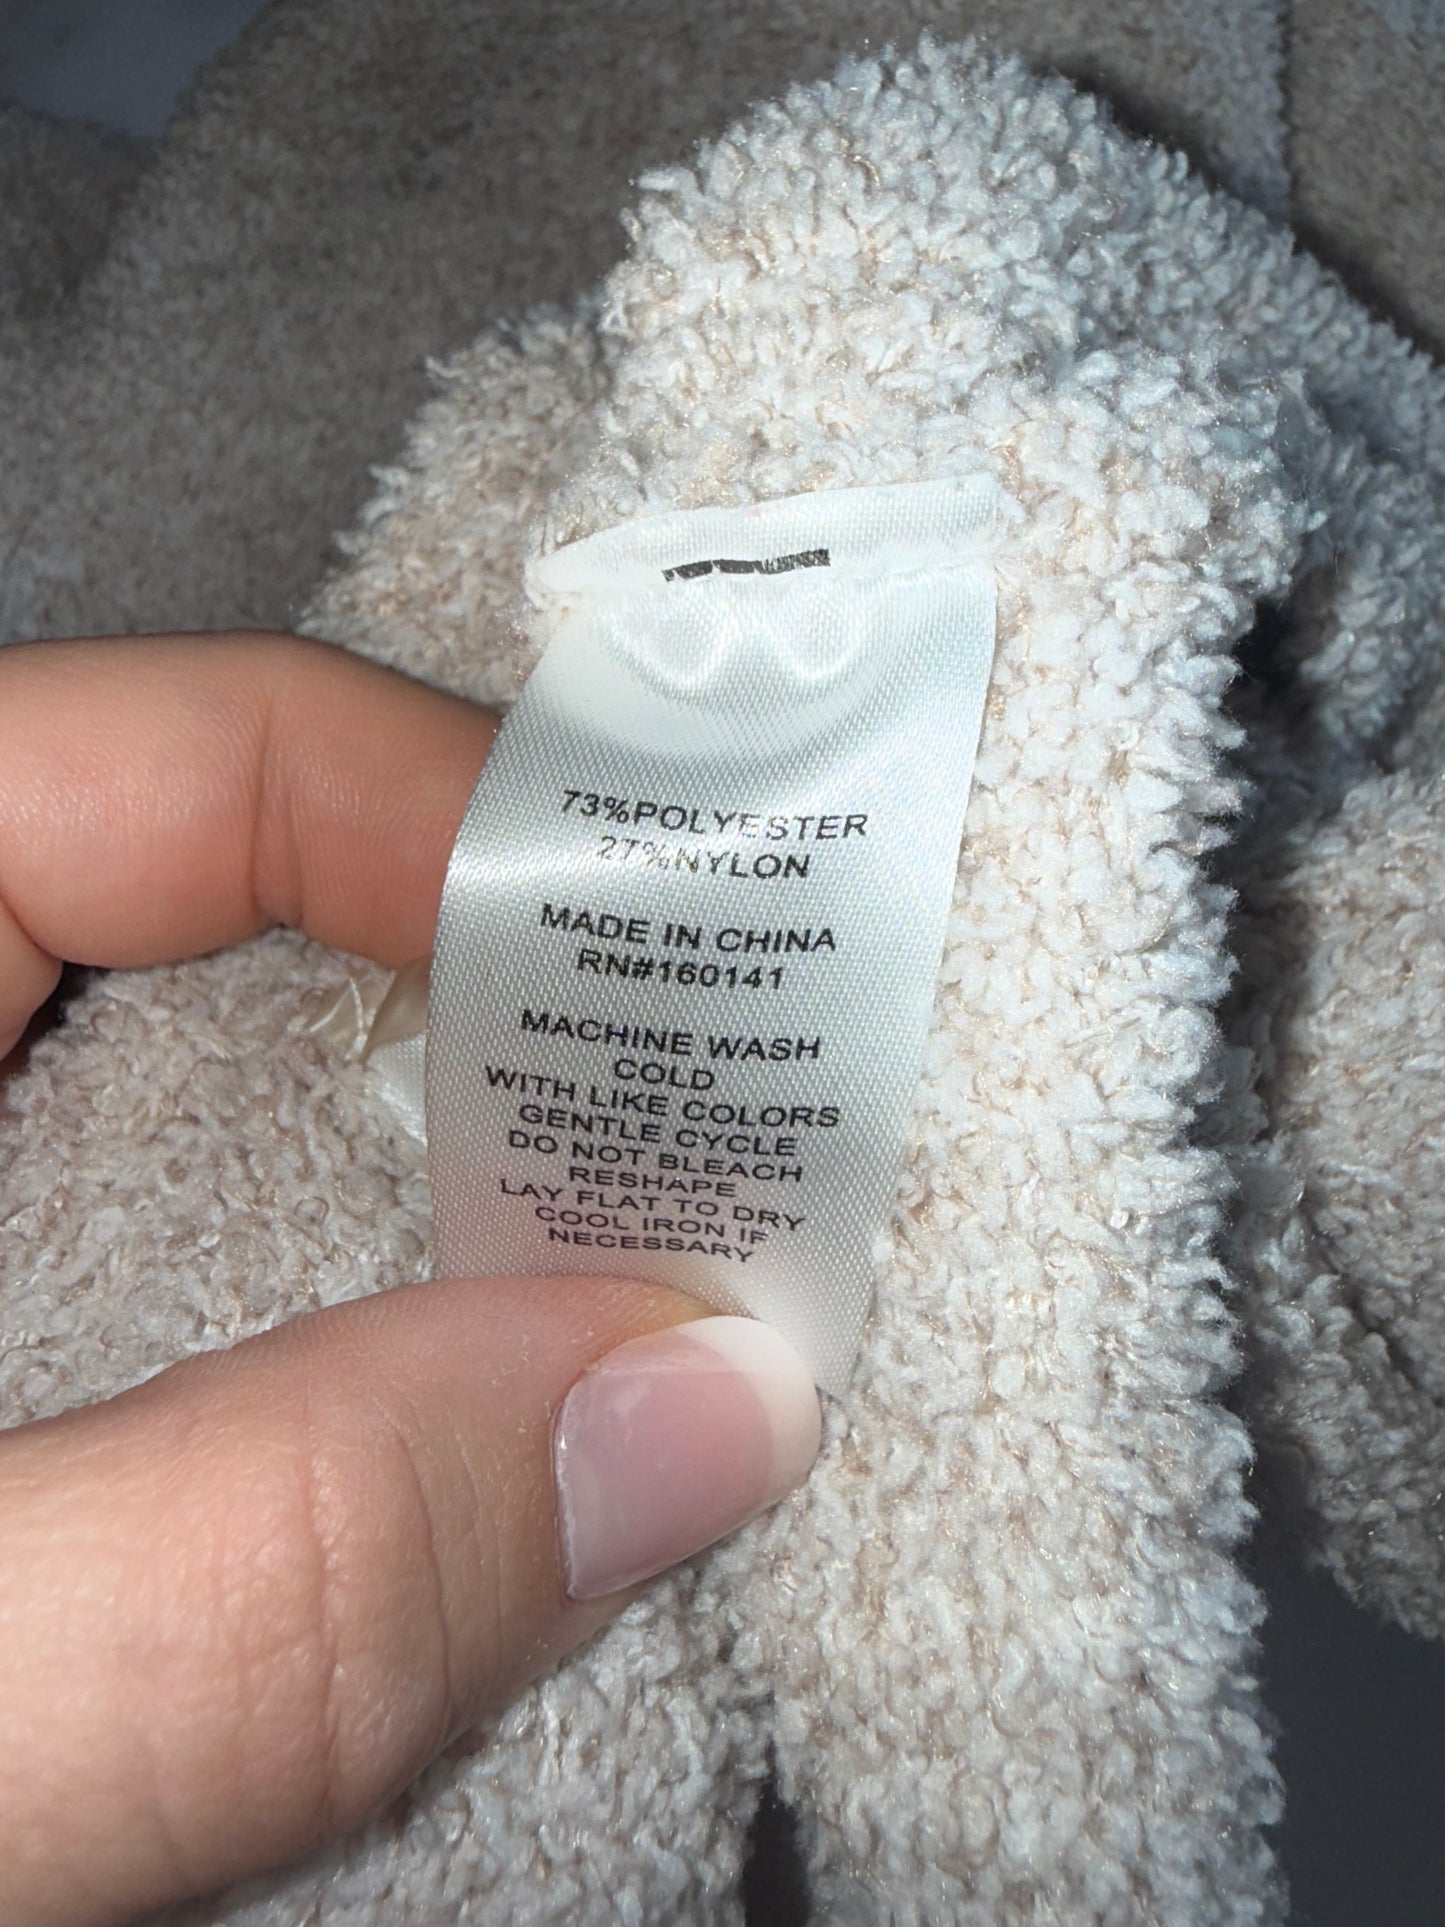 73%POLYESTER
27%NYLON
MADE IN CHINA
RN#160141
MACHINE WASH
COLD
WITH LIKE COLORS
GENTLE CYCLE
DO NOT BLEACH
RESHAPE
LAY FLAT TO DRY
COOL IRON IF
NECESSARY